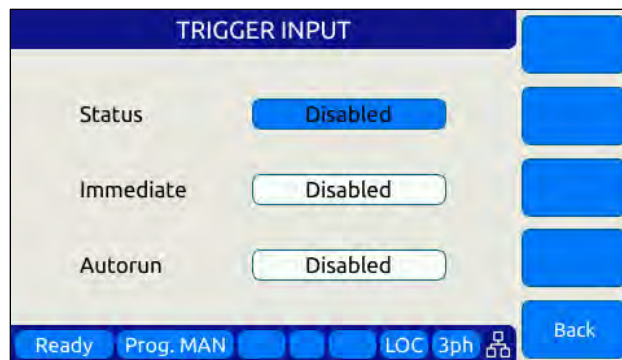 TRIGGER INPUT
Status Disabled
Immediate Disabled
Autorun Disabled
Back
Ready Prog. MAN LOC 3ph